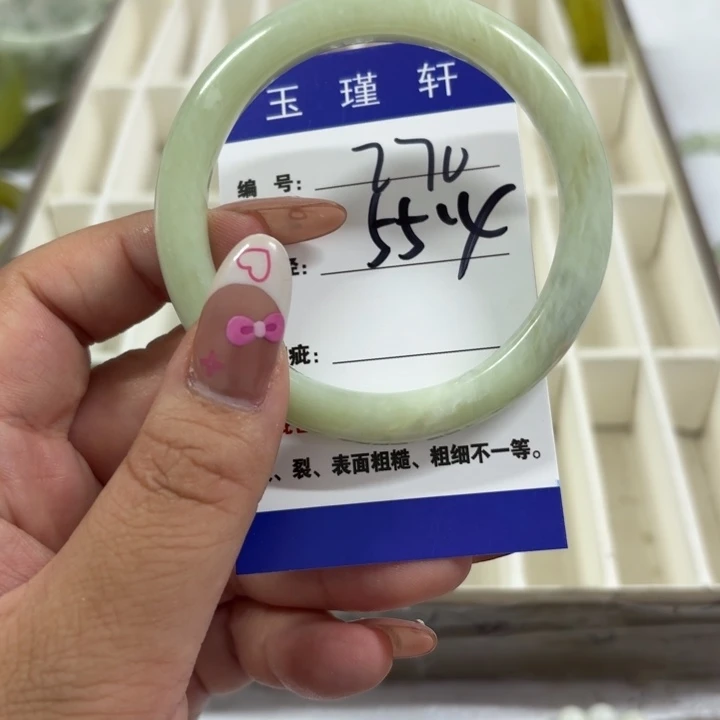 玉瑾轩
编号: 270
径: 55.4
疵:
、裂、表面粗糙、粗细不一等。